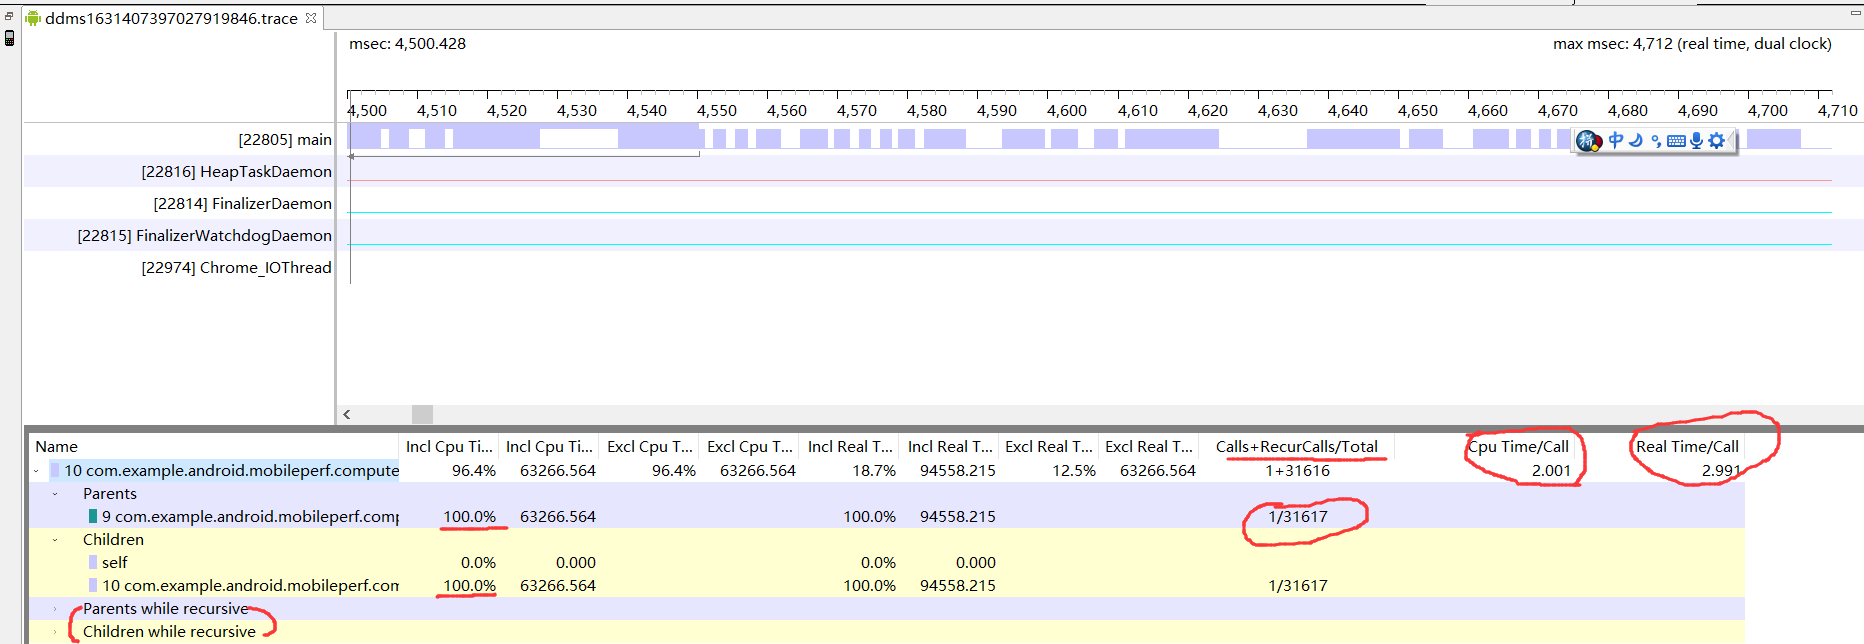 ddms1631407397027919846.trace
msec: 4,500.428 max msec: 4,712 (real time, dual clock)
4,500 4,510 4,520 4,530 4,540 4,550 4,560 4,570 4,580 4,590 4,600 4,610 4,620 4,630 4,640 4,650 4,660 4,670 4,680 4,690 4,700 4,710
[22805] main
中
[22816] HeapTaskDaemon
[22814] FinalizerDaemon
[22815] FinalizerWatchdogDaemon
[22974] Chrome_IOThread
Name Incl Cpu Ti... Incl Cpu Ti... Excl Cpu T... Excl Cpu T... Incl Real T... Incl Real T... Excl Real T... Excl Real T... Calls+RecurCalls/Total Cpu Time/Call Real Time/Call
10 com.example.android.mobileperf.compute 96.4% 63266.564 96.4% 63266.564 18.7% 94558.215 12.5% 63266.564 1+31616 2.001 2.991
Parents
9 com.example.android.mobileperf.comp 100.0% 63266.564 100.0% 94558.215 1/31617
Children
self 0.0% 0.000 0.0% 0.000
10 com.example.android.mobileperf.com 100.0% 63266.564 100.0% 94558.215 1/31617
Parents while recursive
Children while recursive